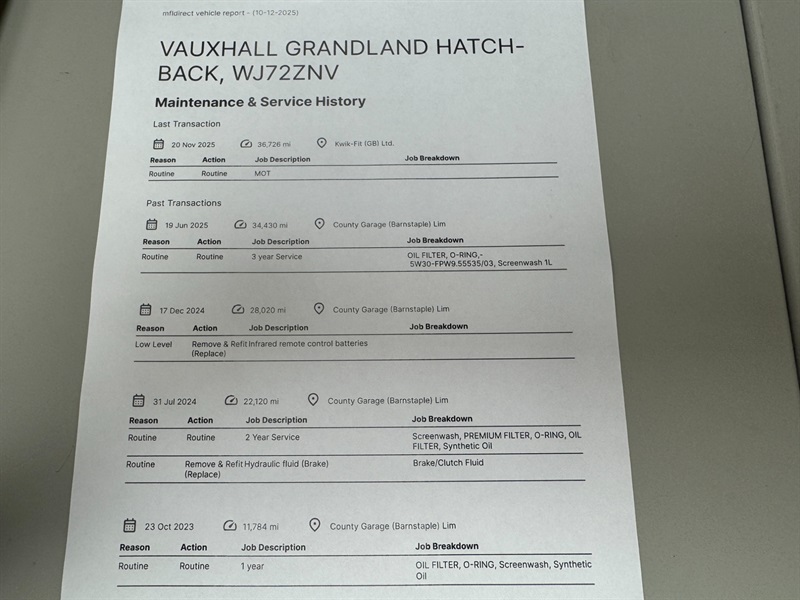 mfldirect vehicle report - (10-12-2025)
VAUXHALL GRANDLAND HATCH-
BACK, WJ72ZNV
Maintenance & Service History
Last Transaction
20 Nov 2025 36,726 mi Kwik-Fit (GB) Ltd.
Reason Action Job Description Job Breakdown
Routine Routine MOT
Past Transactions
19 Jun 2025 34,430 mi County Garage (Barnstaple) Lim
Reason Action Job Description Job Breakdown
Routine Routine 3 year Service OIL FILTER, O-RING,-
5W30-FPW9.55535/03, Screenwash 1L
17 Dec 2024 28,020 mi County Garage (Barnstaple) Lim
Reason Action Job Description Job Breakdown
Low Level Remove & Refit Infrared remote control batteries
(Replace)
31 Jul 2024 22,120 mi County Garage (Barnstaple) Lim
Reason Action Job Description Job Breakdown
Routine Routine 2 Year Service Screenwash, PREMIUM FILTER, O-RING, OIL
FILTER, Synthetic Oil
Routine Remove & Refit Hydraulic fluid (Brake) Brake/Clutch Fluid
(Replace)
23 Oct 2023 11,784 mi County Garage (Barnstaple) Lim
Reason Action Job Description Job Breakdown
Routine Routine 1 year OIL FILTER, O-RING, Screenwash, Synthetic
Oil